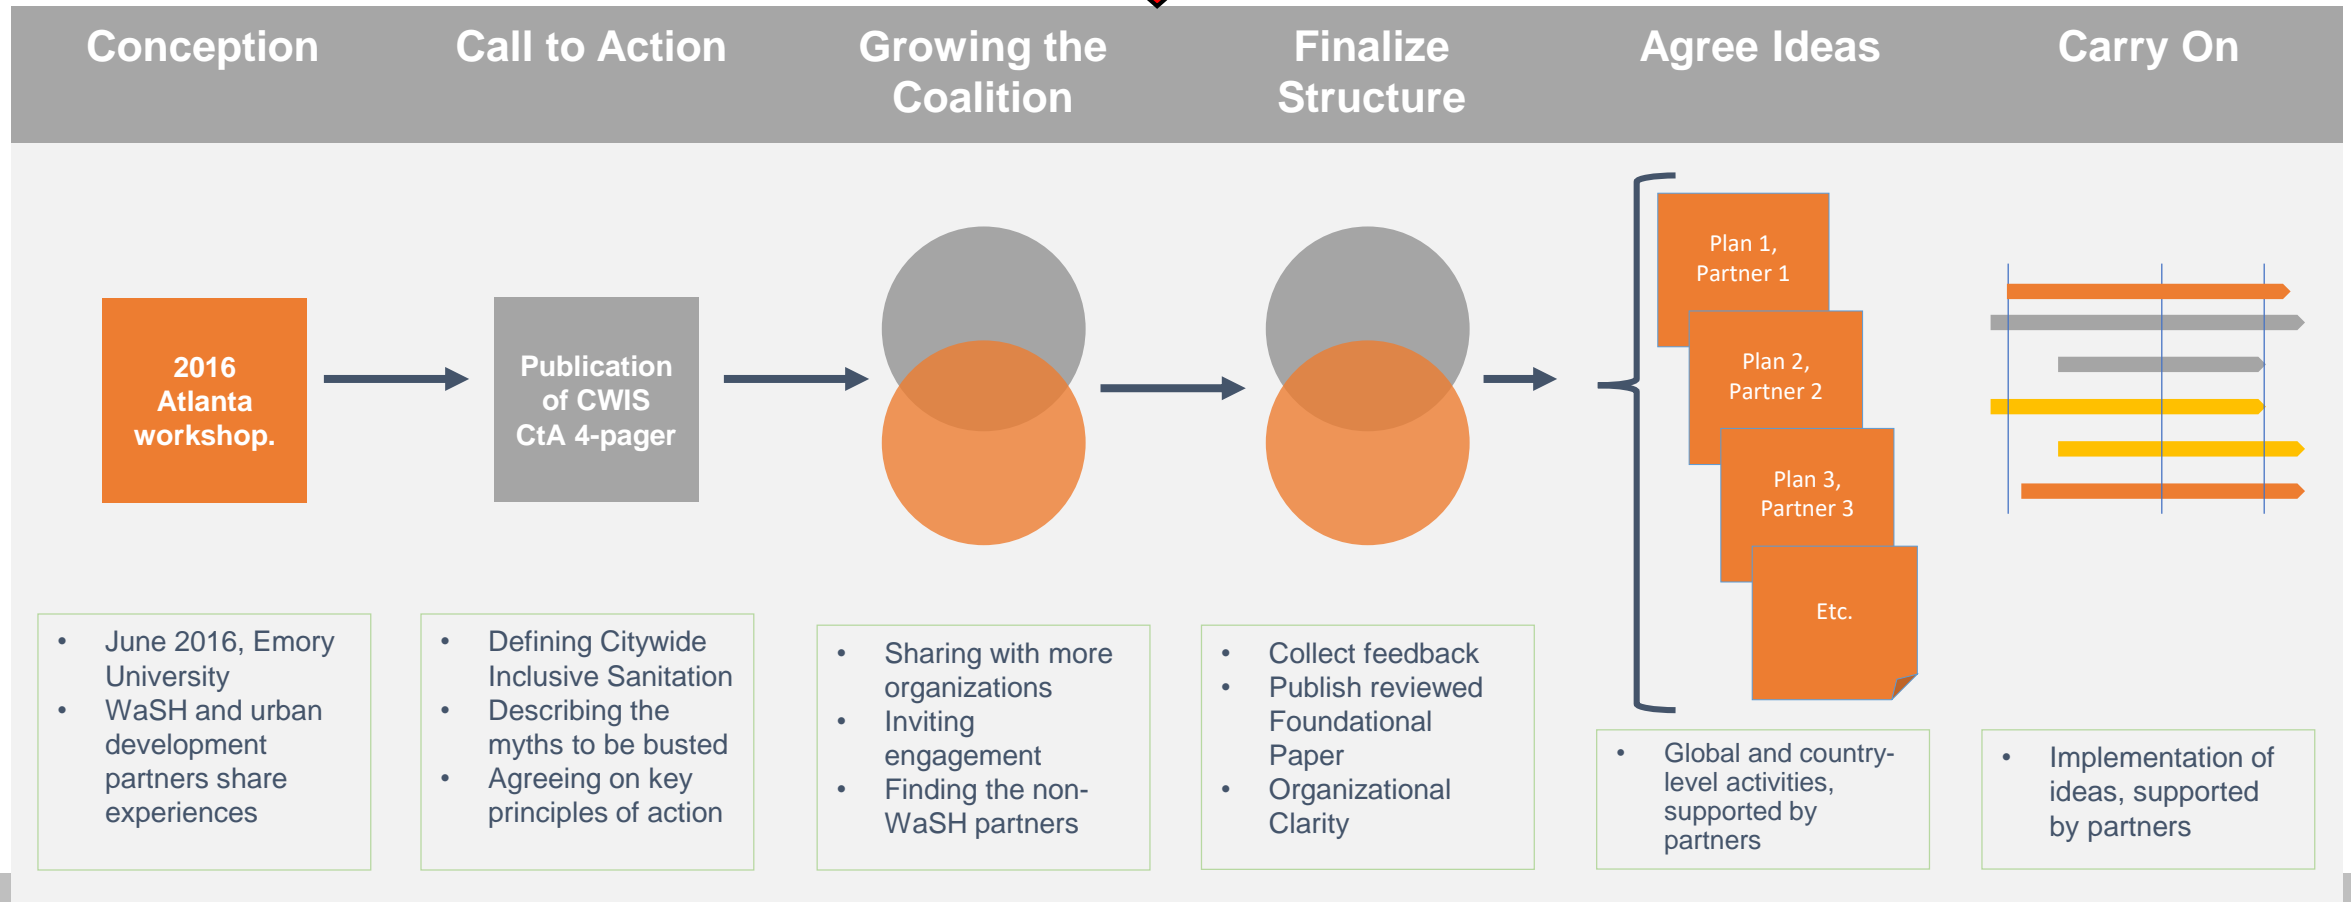 Conception
Call to Action
Growing the
Coalition
Finalize
Structure
Agree Ideas
Carry On
2016
Atlanta
workshop.
Publication
of CWIS
CtA 4-pager
Plan 1,
Partner 1
Plan 2,
Partner 2
Plan 3,
Partner 3
Etc.
• June 2016, Emory
University
• WaSH and urban
development
partners share
experiences
• Defining Citywide
Inclusive Sanitation
• Describing the
myths to be busted
• Agreeing on key
principles of action
• Sharing with more
organizations
• Inviting
engagement
• Finding the non-
WaSH partners
• Collect feedback
• Publish reviewed
Foundational
Paper
• Organizational
Clarity
• Global and country-
level activities,
supported by
partners
• Implementation of
ideas, supported
by partners